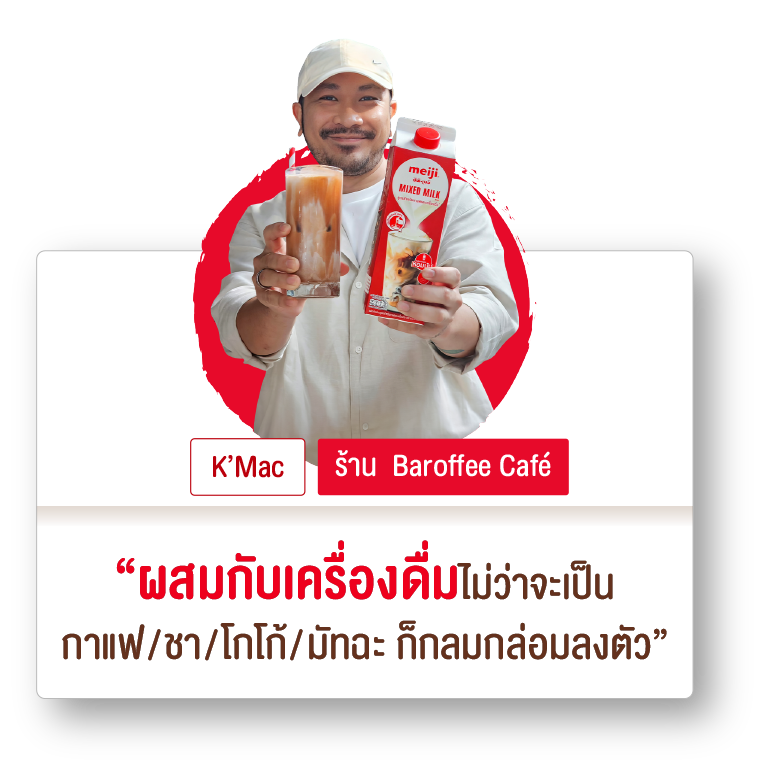 meiji
MIXED MILK
K’Mac
ร้าน Baroffee Café
“ผสมกับเครื่องดื่มไม่ว่าจะเป็น
กาแฟ/ชา/โกโก้/มัทฉะ ก็กลมกล่อมลงตัว”